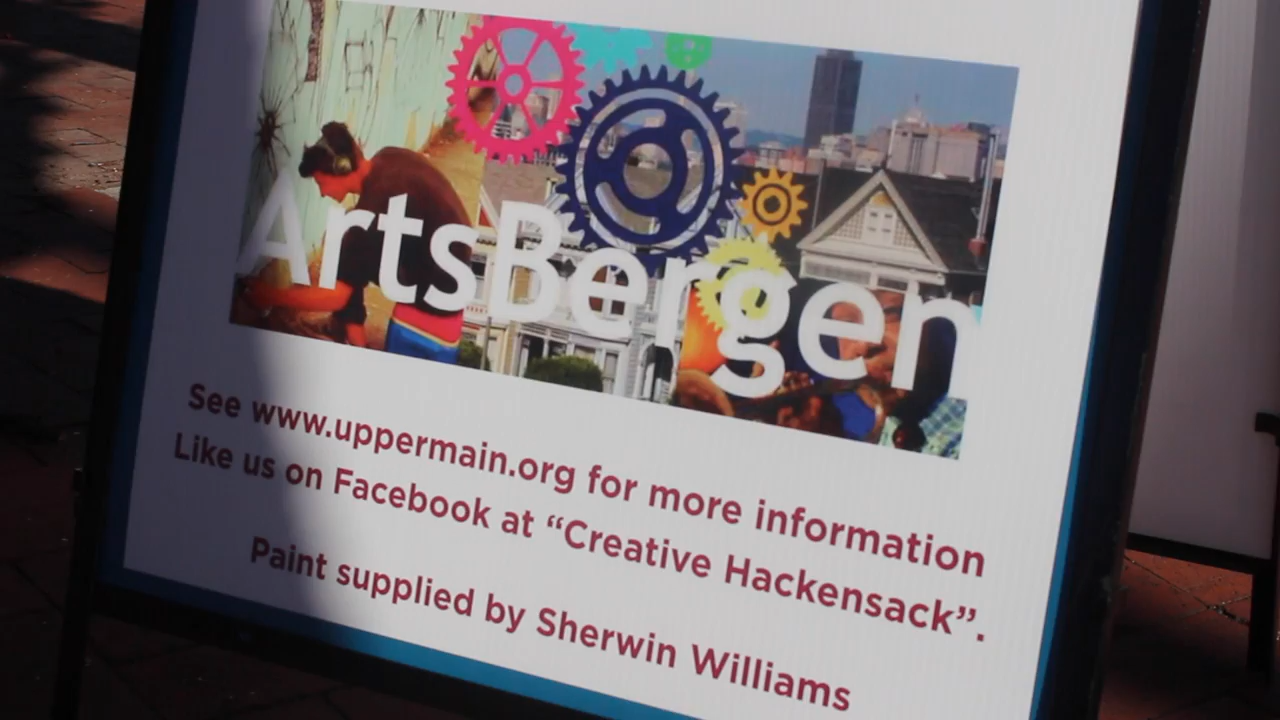 ArtsBergen
See www.uppermain.org for more information
Like us on Facebook at “Creative Hackensack”.
Paint supplied by Sherwin Williams